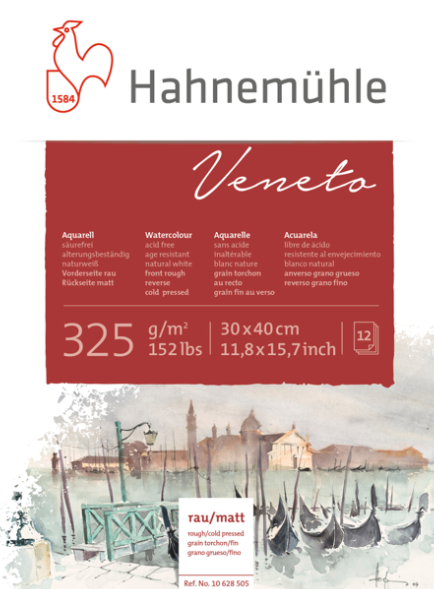 1584
Hahnemühle
Veneto
Aquarell
säurefrei
alterungsbeständig
naturweiß
Vorderseite rau
Rückseite matt
Watercolour
acid free
age resistant
natural white
front rough
reverse
cold pressed
Aquarelle
sans acide
inaltérable
blanc nature
grain torchon
au recto
grain fin au verso
Acuarela
libre de ácido
resistente al envejecimiento
blanco natural
anverso grano grueso
reverso grano fino
325 g/m² 30 x 40 cm 12
152 lbs 11,8 x 15,7 inch
rau/matt
rough/cold pressed
grain torchon/fin
grano grueso/fino
Ref. No. 10 628 505